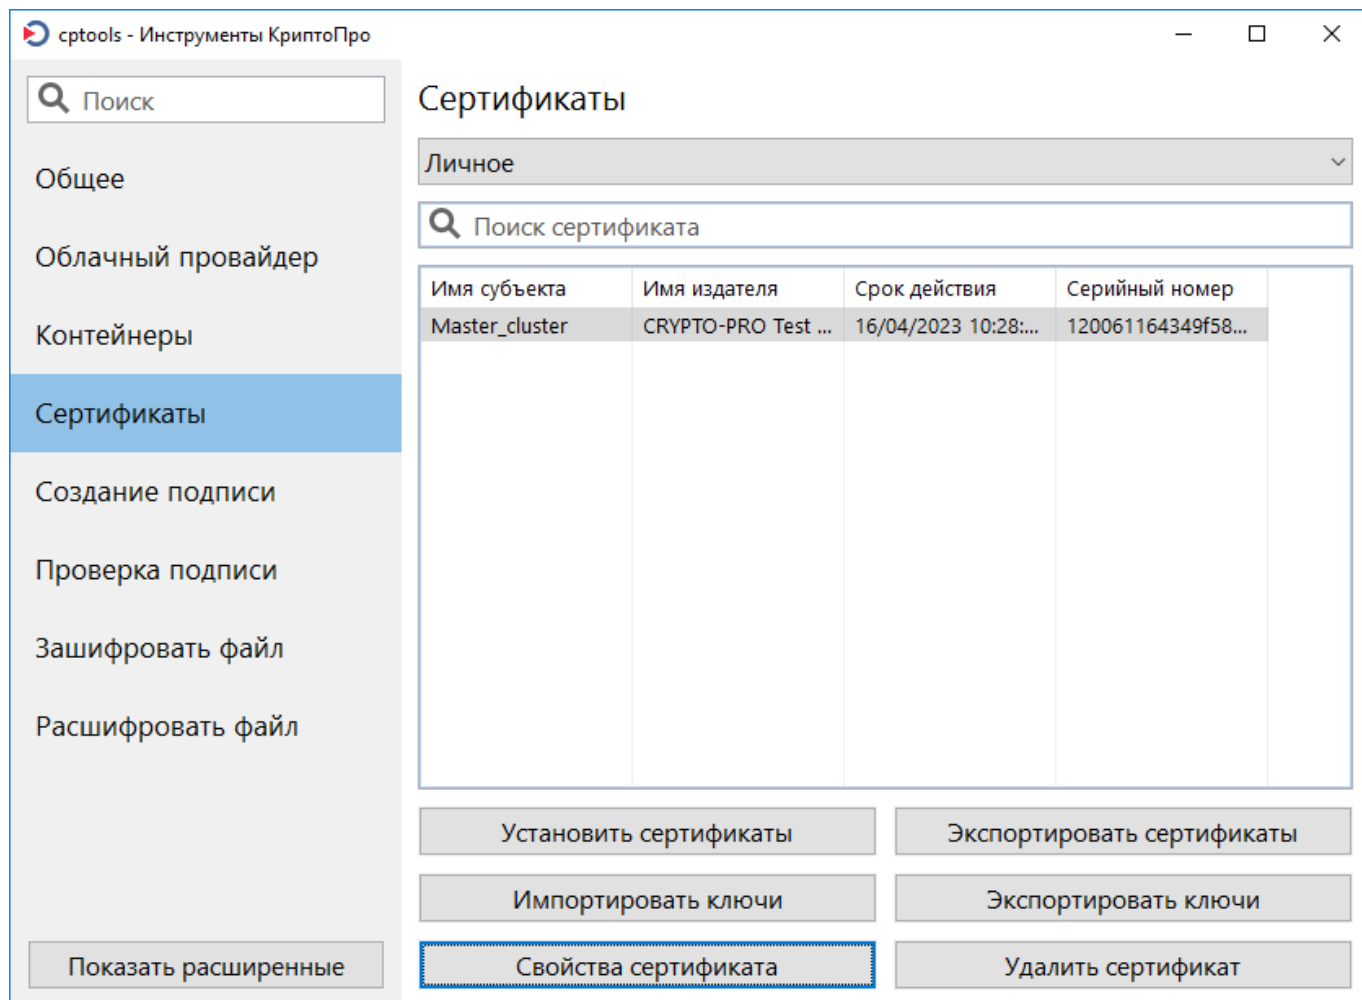 cptools - Инструменты КриптоПро
Поиск
Общее
Облачный провайдер
Контейнеры
Сертификаты
Создание подписи
Проверка подписи
Зашифровать файл
Расшифровать файл
Показать расширенные
Сертификаты
Личное
Поиск сертификата
Имя субъекта Имя издателя Срок действия Серийный номер
Master_cluster CRYPTO-PRO Test ... 16/04/2023 10:28:... 120061164349f58...
Установить сертификаты Экспортировать сертификаты
Импортировать ключи Экспортировать ключи
Свойства сертификата Удалить сертификат